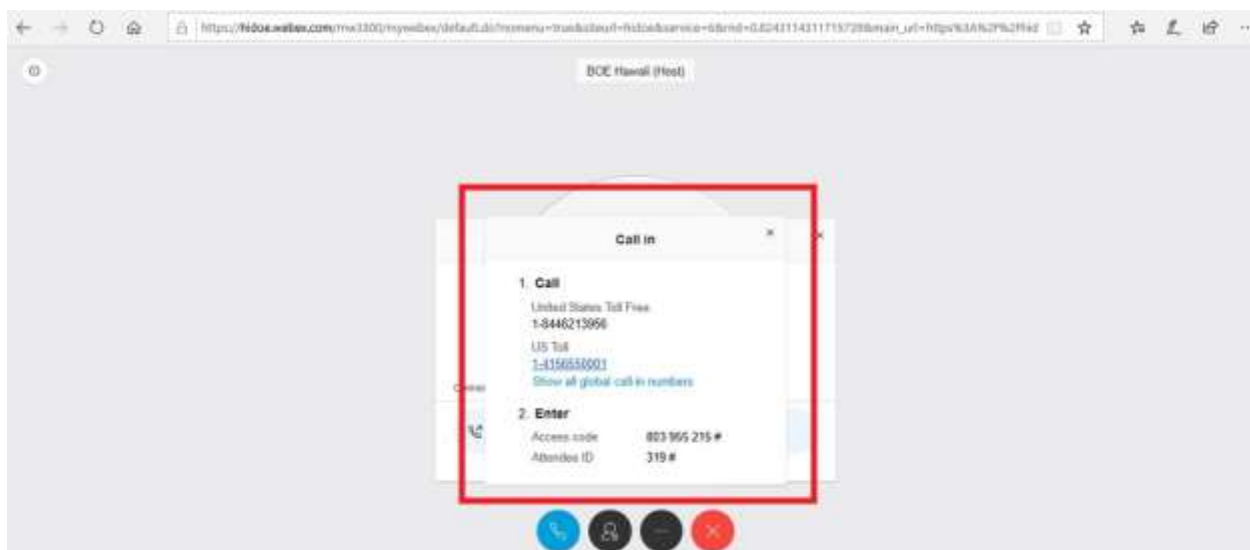 BOE Hawaii (Host)
Call in
1. Call
United States Toll Free
1-8446213956
US Toll
1-4156550001
Show all global call-in numbers
2. Enter
Access code 803 955 215 #
Attendee ID 319 #